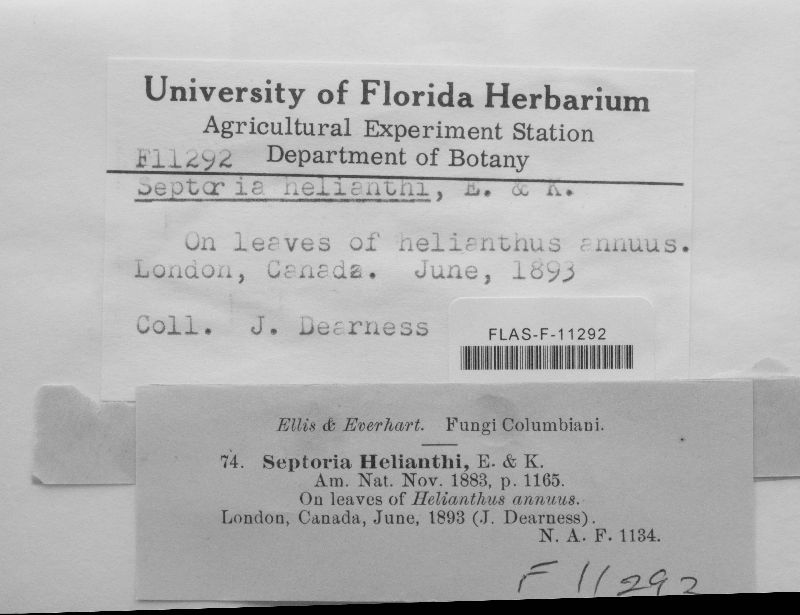 University of Florida Herbarium
Agricultural Experiment Station
F11292 Department of Botany
Septoria helianthi, E. & K.
On leaves of helianthus annuus.
London, Canada. June, 1893
Coll. J. Dearness
FLAS-F-11292
Ellis & Everhart. Fungi Columbiani.
74. Septoria Helianthi, E. & K.
Am. Nat. Nov. 1883, p. 1165.
On leaves of Helianthus annuus.
London, Canada, June, 1893 (J. Dearness).
N. A. F. 1134.
F 11292